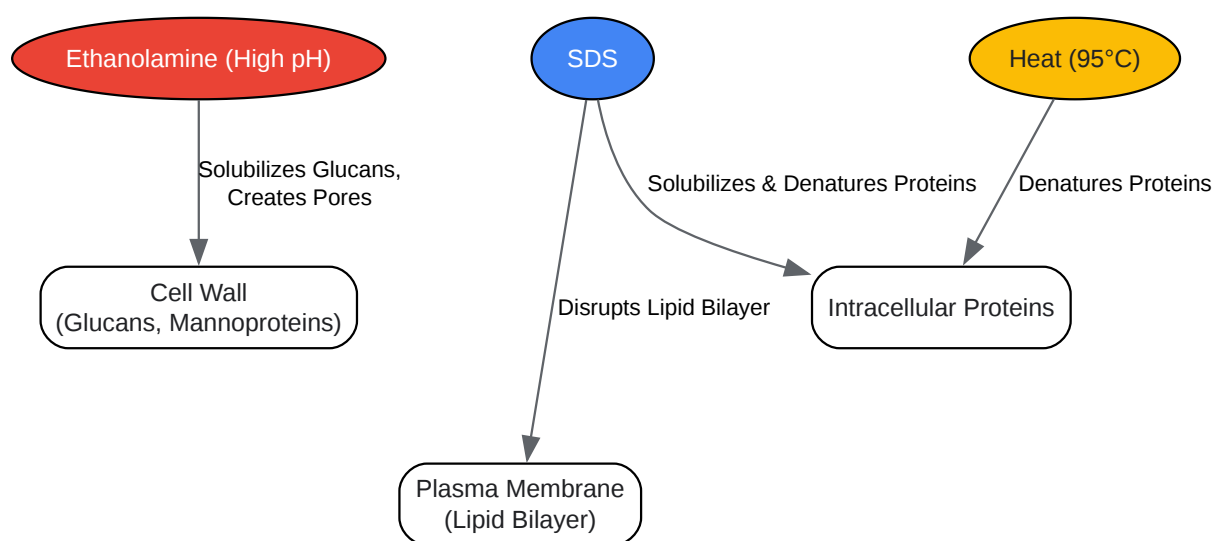 Ethanolamine (High pH)
SDS
Heat (95°C)
Solubilizes Glucans,
Creates Pores
Solubilizes & Denatures Proteins
Denatures Proteins
Cell Wall
(Glucans, Mannoproteins)
Disrupts Lipid Bilayer
Intracellular Proteins
Plasma Membrane
(Lipid Bilayer)